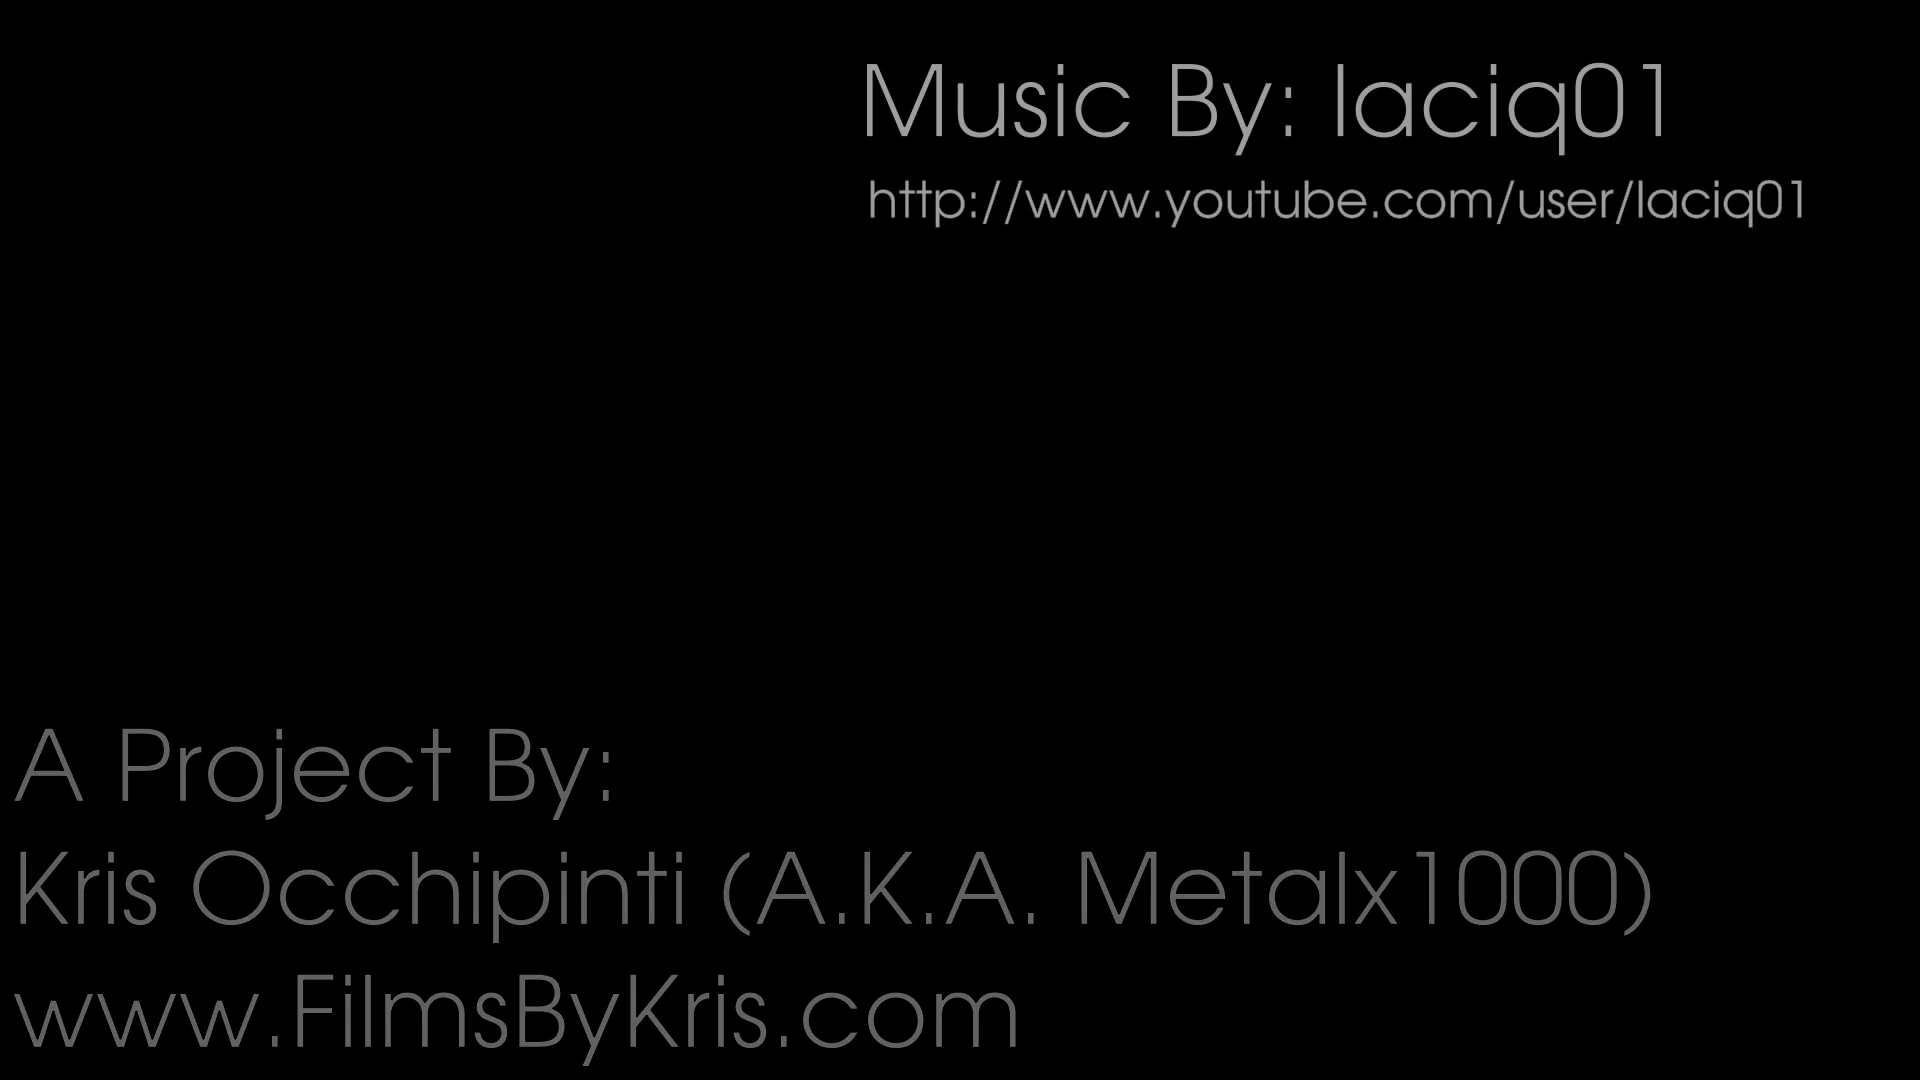 Music By: laciq01
http://www.youtube.com/user/laciq01
A Project By:
Kris Occhipinti (A.K.A. Metalx1000)
www.FilmsByKris.com